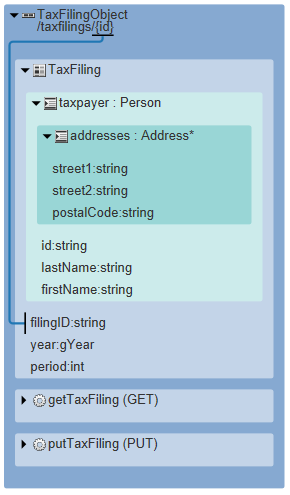 TaxFilingObject
/taxfilings/{id}
TaxFiling
taxpayer : Person
addresses : Address*
street1:string
street2:string
postalCode:string
id:string
lastName:string
firstName:string
filingID:string
year:gYear
period:int
getTaxFiling (GET)
putTaxFiling (PUT)